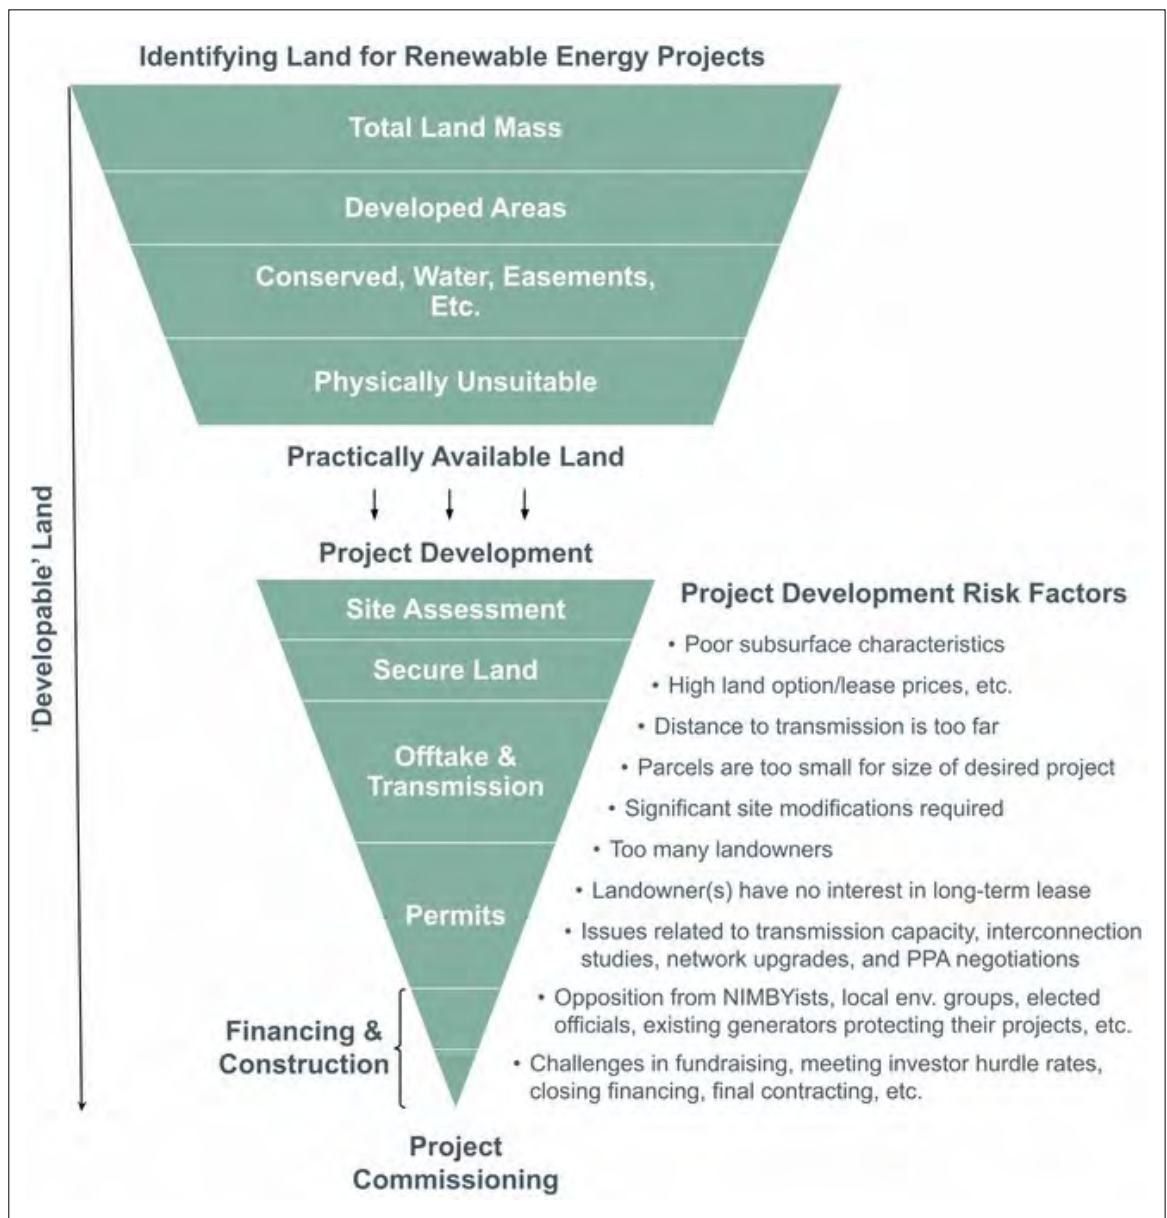 Identifying Land for Renewable Energy Projects
Total Land Mass
Developed Areas
Conserved, Water, Easements,
Etc.
Physically Unsuitable
Practically Available Land
'Developable' Land
Project Development
Site Assessment
Secure Land
Offtake &
Transmission
Permits
Financing &
Construction
Project
Commissioning
Project Development Risk Factors
• Poor subsurface characteristics
• High land option/lease prices, etc.
• Distance to transmission is too far
• Parcels are too small for size of desired project
• Significant site modifications required
• Too many landowners
• Landowner(s) have no interest in long-term lease
• Issues related to transmission capacity, interconnection
studies, network upgrades, and PPA negotiations
• Opposition from NIMBYists, local env. groups, elected
officials, existing generators protecting their projects, etc.
• Challenges in fundraising, meeting investor hurdle rates,
closing financing, final contracting, etc.